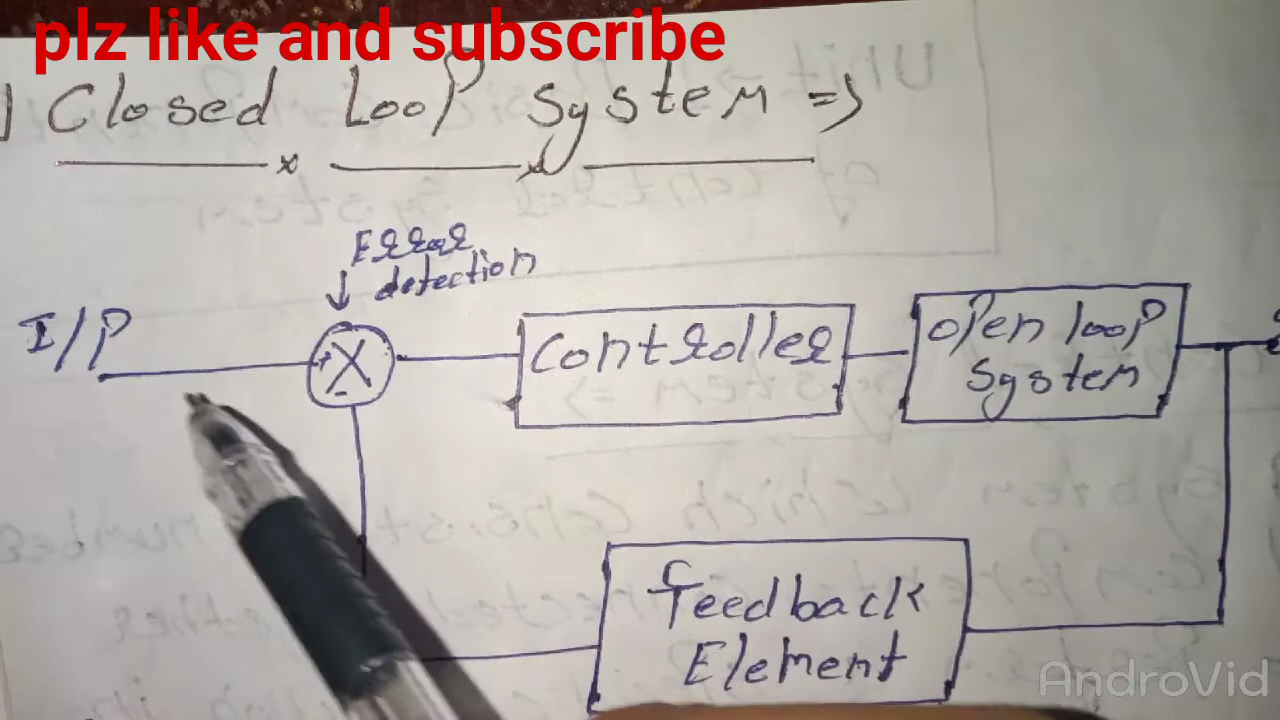 plz like and subscribe
Closed Loop System =>
Error
detection
I/P
+
X
-
Controller
Open loop
System
feedback
Element
AndroVid